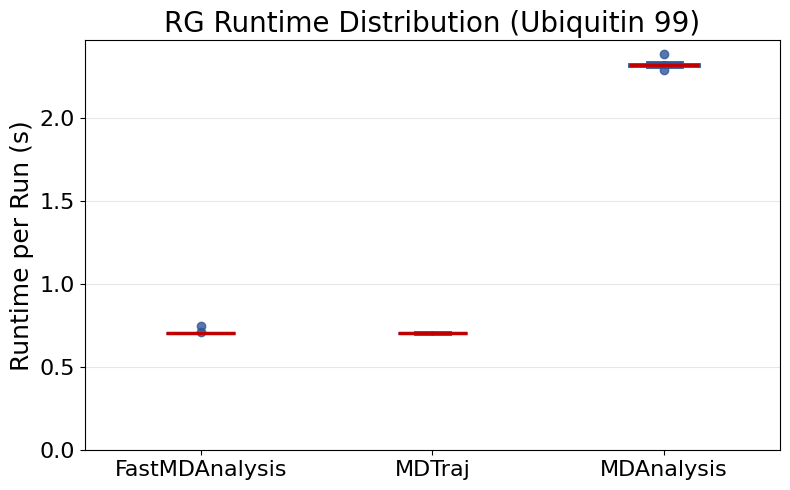 RG Runtime Distribution (Ubiquitin 99)
Runtime per Run (s)
2.0
1.5
1.0
0.5
0.0
FastMDAnalysis
MDTraj
MDAnalysis